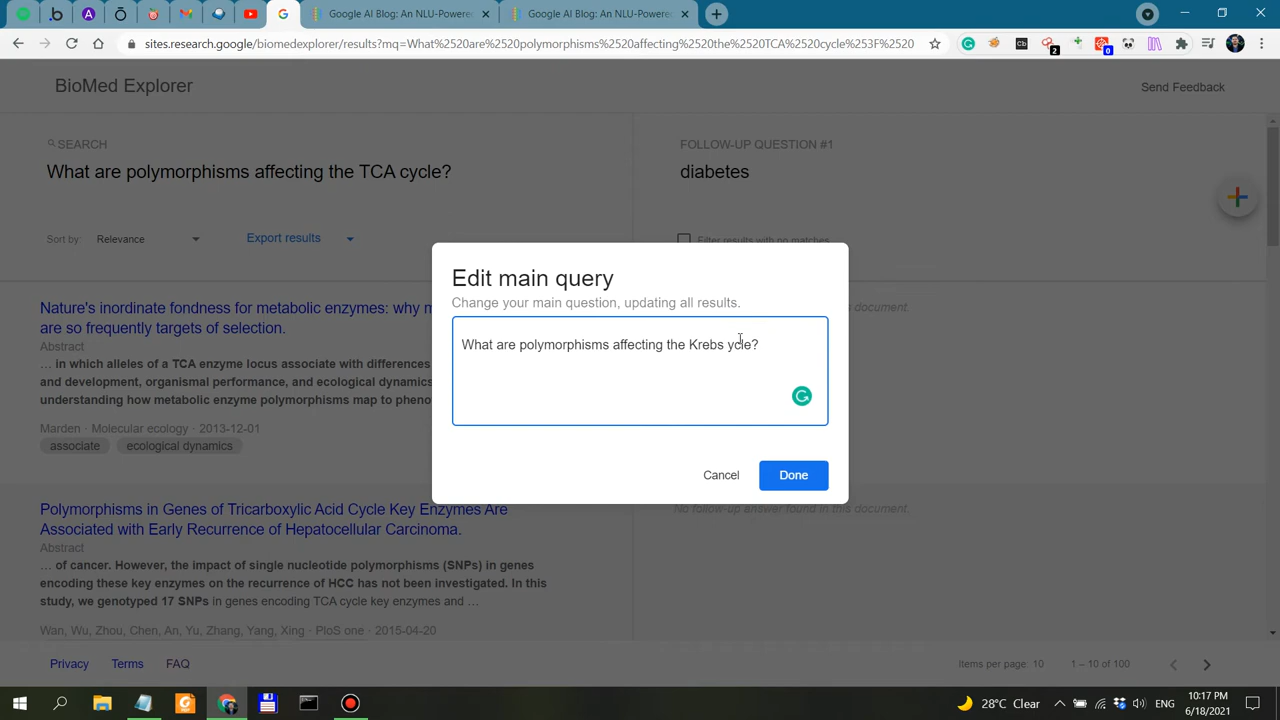 Google AI Blog: An NLU-Powere
Google AI Blog: An NLU-Powere
sites.research.google/biomedexplorer/results?mq=What%2520are%2520polymorphisms%2520affecting%2520the%2520TCA%2520cycle%253F%2520
BioMed Explorer
Send Feedback
SEARCH
What are polymorphisms affecting the TCA cycle?
FOLLOW-UP QUESTION #1
diabetes
Sort by:
Relevance
Export results
Filter results with no matches
Edit main query
Change your main question, updating all results.
What are polymorphisms affecting the Krebs ycle?
Cancel
Done
Nature's inordinate fondness for metabolic enzymes: why m
are so frequently targets of selection.
Abstract
... in which alleles of a TCA enzyme locus associate with differences
and development, organismal performance, and ecological dynamics
understanding how metabolic enzyme polymorphisms map to pheno
Marden · Molecular ecology · 2013-12-01
associate
ecological dynamics
document.
Polymorphisms in Genes of Tricarboxylic Acid Cycle Key Enzymes Are
Associated with Early Recurrence of Hepatocellular Carcinoma.
Abstract
... of cancer. However, the impact of single nucleotide polymorphisms (SNPs) in genes
encoding these key enzymes on the recurrence of HCC has not been investigated. In this
study, we genotyped 17 SNPs in genes encoding TCA cycle key enzymes and ...
Wan, Wu, Zhou, Chen, An, Yu, Zhang, Yang, Xing · PloS one · 2015-04-20
No follow-up answer found in this document.
Privacy
Terms
FAQ
Items per page: 10
1 – 10 of 100
28°C Clear
ENG
10:17 PM
6/18/2021